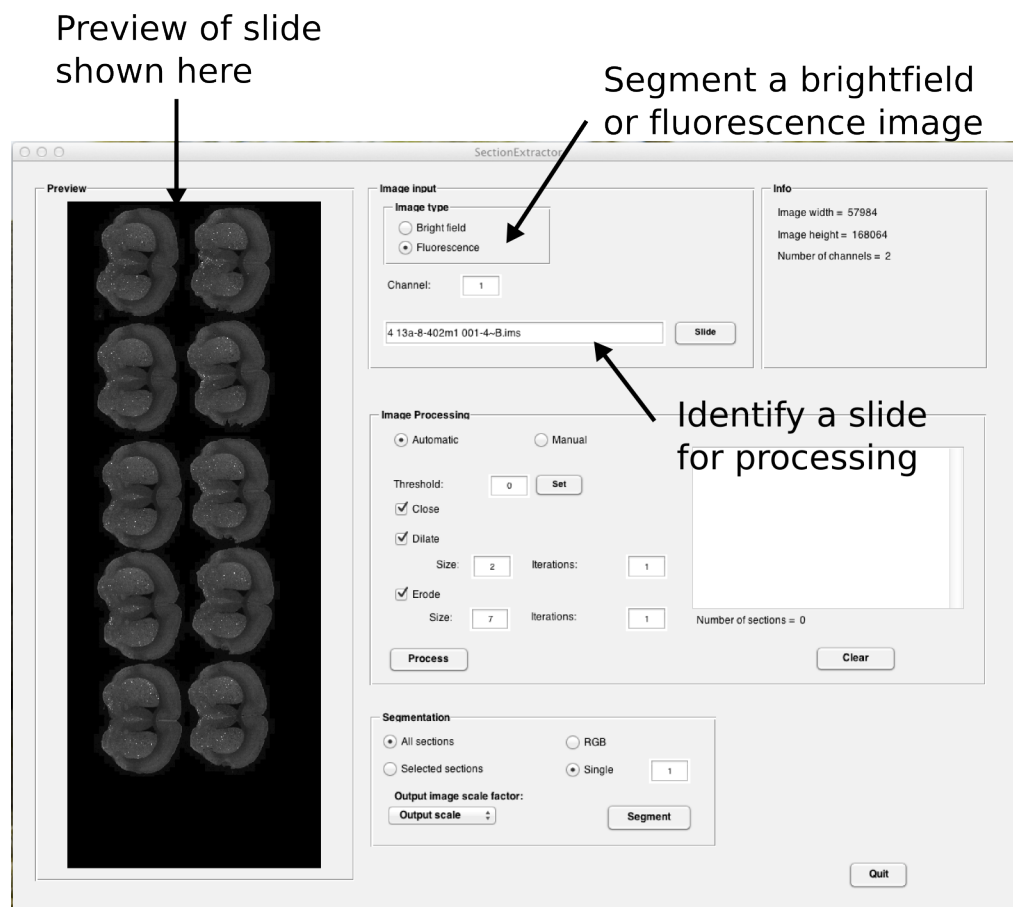 Preview of slide
shown here
Segment a brightfield
or fluorescence image
SectionExtractor
Preview
Image input
Image type
Bright field
Fluorescence
Channel: 1
4 13a-8-402m1 001-4~B.ims
Slide
Info
Image width = 57984
Image height = 168064
Number of channels = 2
Identify a slide
for processing
Image Processing
Automatic Manual
Threshold: 0 Set
Close
Dilate
Size: 2 Iterations: 1
Erode
Size: 7 Iterations: 1
Process
Number of sections = 0
Clear
Segmentation
All sections RGB
Selected sections Single 1
Output image scale factor:
Output scale
Segment
Quit